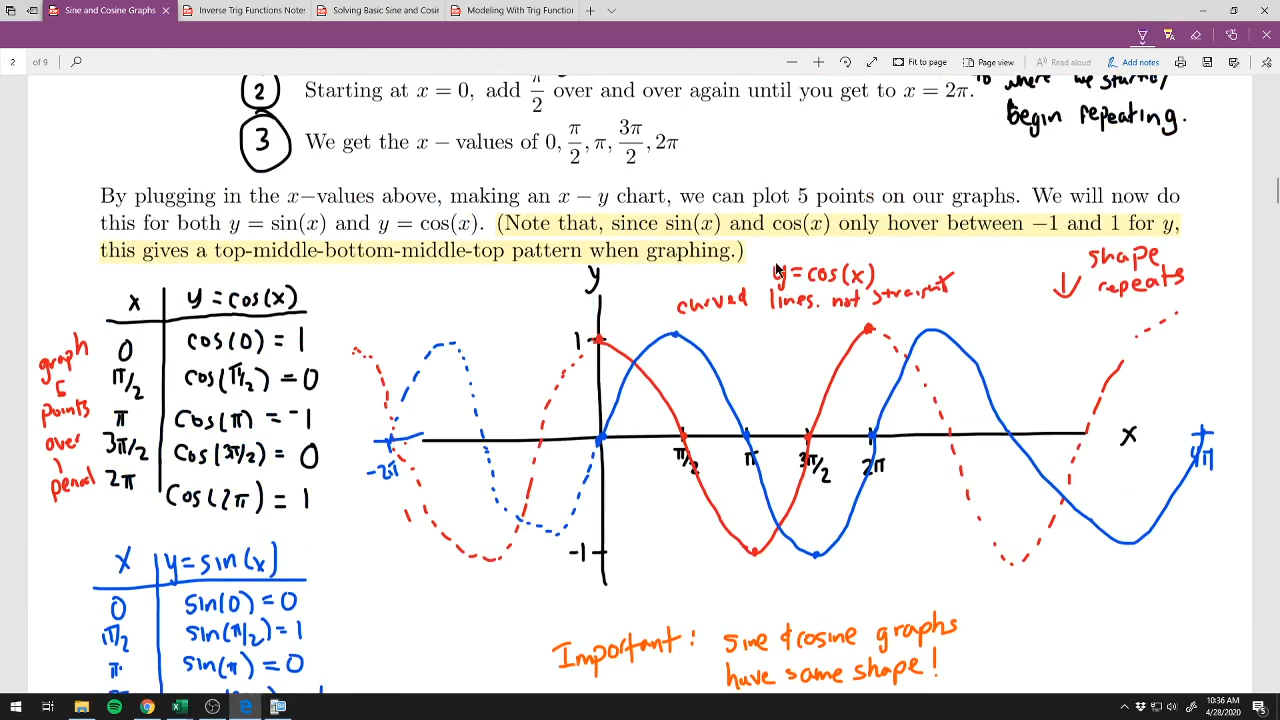 Sine and Cosine Graphs
Inverse Trig Functions Notes
Solving Basic Sine and Cosin
Modeling With Trig Function
2 of 9
Fit to page
Page view
Read aloud
Add notes
2 Starting at x = 0, add π/2 over and over again until you get to x = 2π.
to where we started,
begin repeating.
3 We get the x − values of 0, π/2, π, 3π/2, 2π
By plugging in the x−values above, making an x − y chart, we can plot 5 points on our graphs. We will now do
this for both y = sin(x) and y = cos(x). (Note that, since sin(x) and cos(x) only hover between −1 and 1 for y,
this gives a top-middle-bottom-middle-top pattern when graphing.)
x y = cos(x)
0 cos(0) = 1
π/2 cos(π/2) = 0
π cos(π) = -1
3π/2 cos(3π/2) = 0
2π cos(2π) = 1
graph
5
points
over
1
period
y
y = cos(x)
curved lines. not straight
shape
repeats
1
-1
-2π
π/2
π
3π/2
2π
x
4π
x y = sin(x)
0 sin(0) = 0
π/2 sin(π/2) = 1
π sin(π) = 0
Important: sine & cosine graphs
have same shape!
10:36 AM
4/28/2020